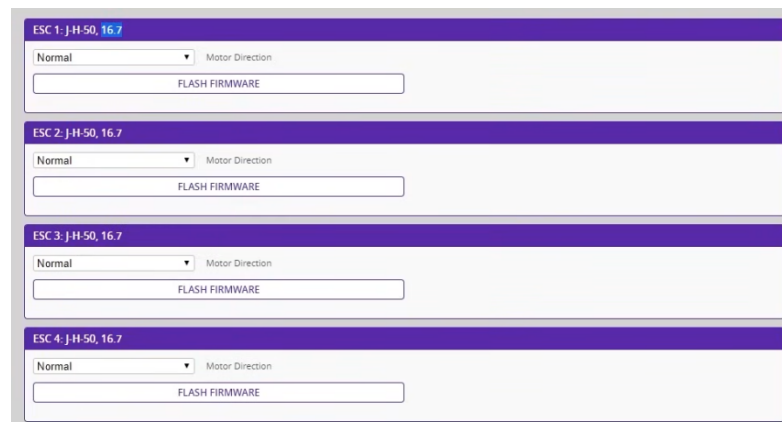 ESC 1: J-H-50, 16.7
Normal Motor Direction
FLASH FIRMWARE
ESC 2: J-H-50, 16.7
Normal Motor Direction
FLASH FIRMWARE
ESC 3: J-H-50, 16.7
Normal Motor Direction
FLASH FIRMWARE
ESC 4: J-H-50, 16.7
Normal Motor Direction
FLASH FIRMWARE